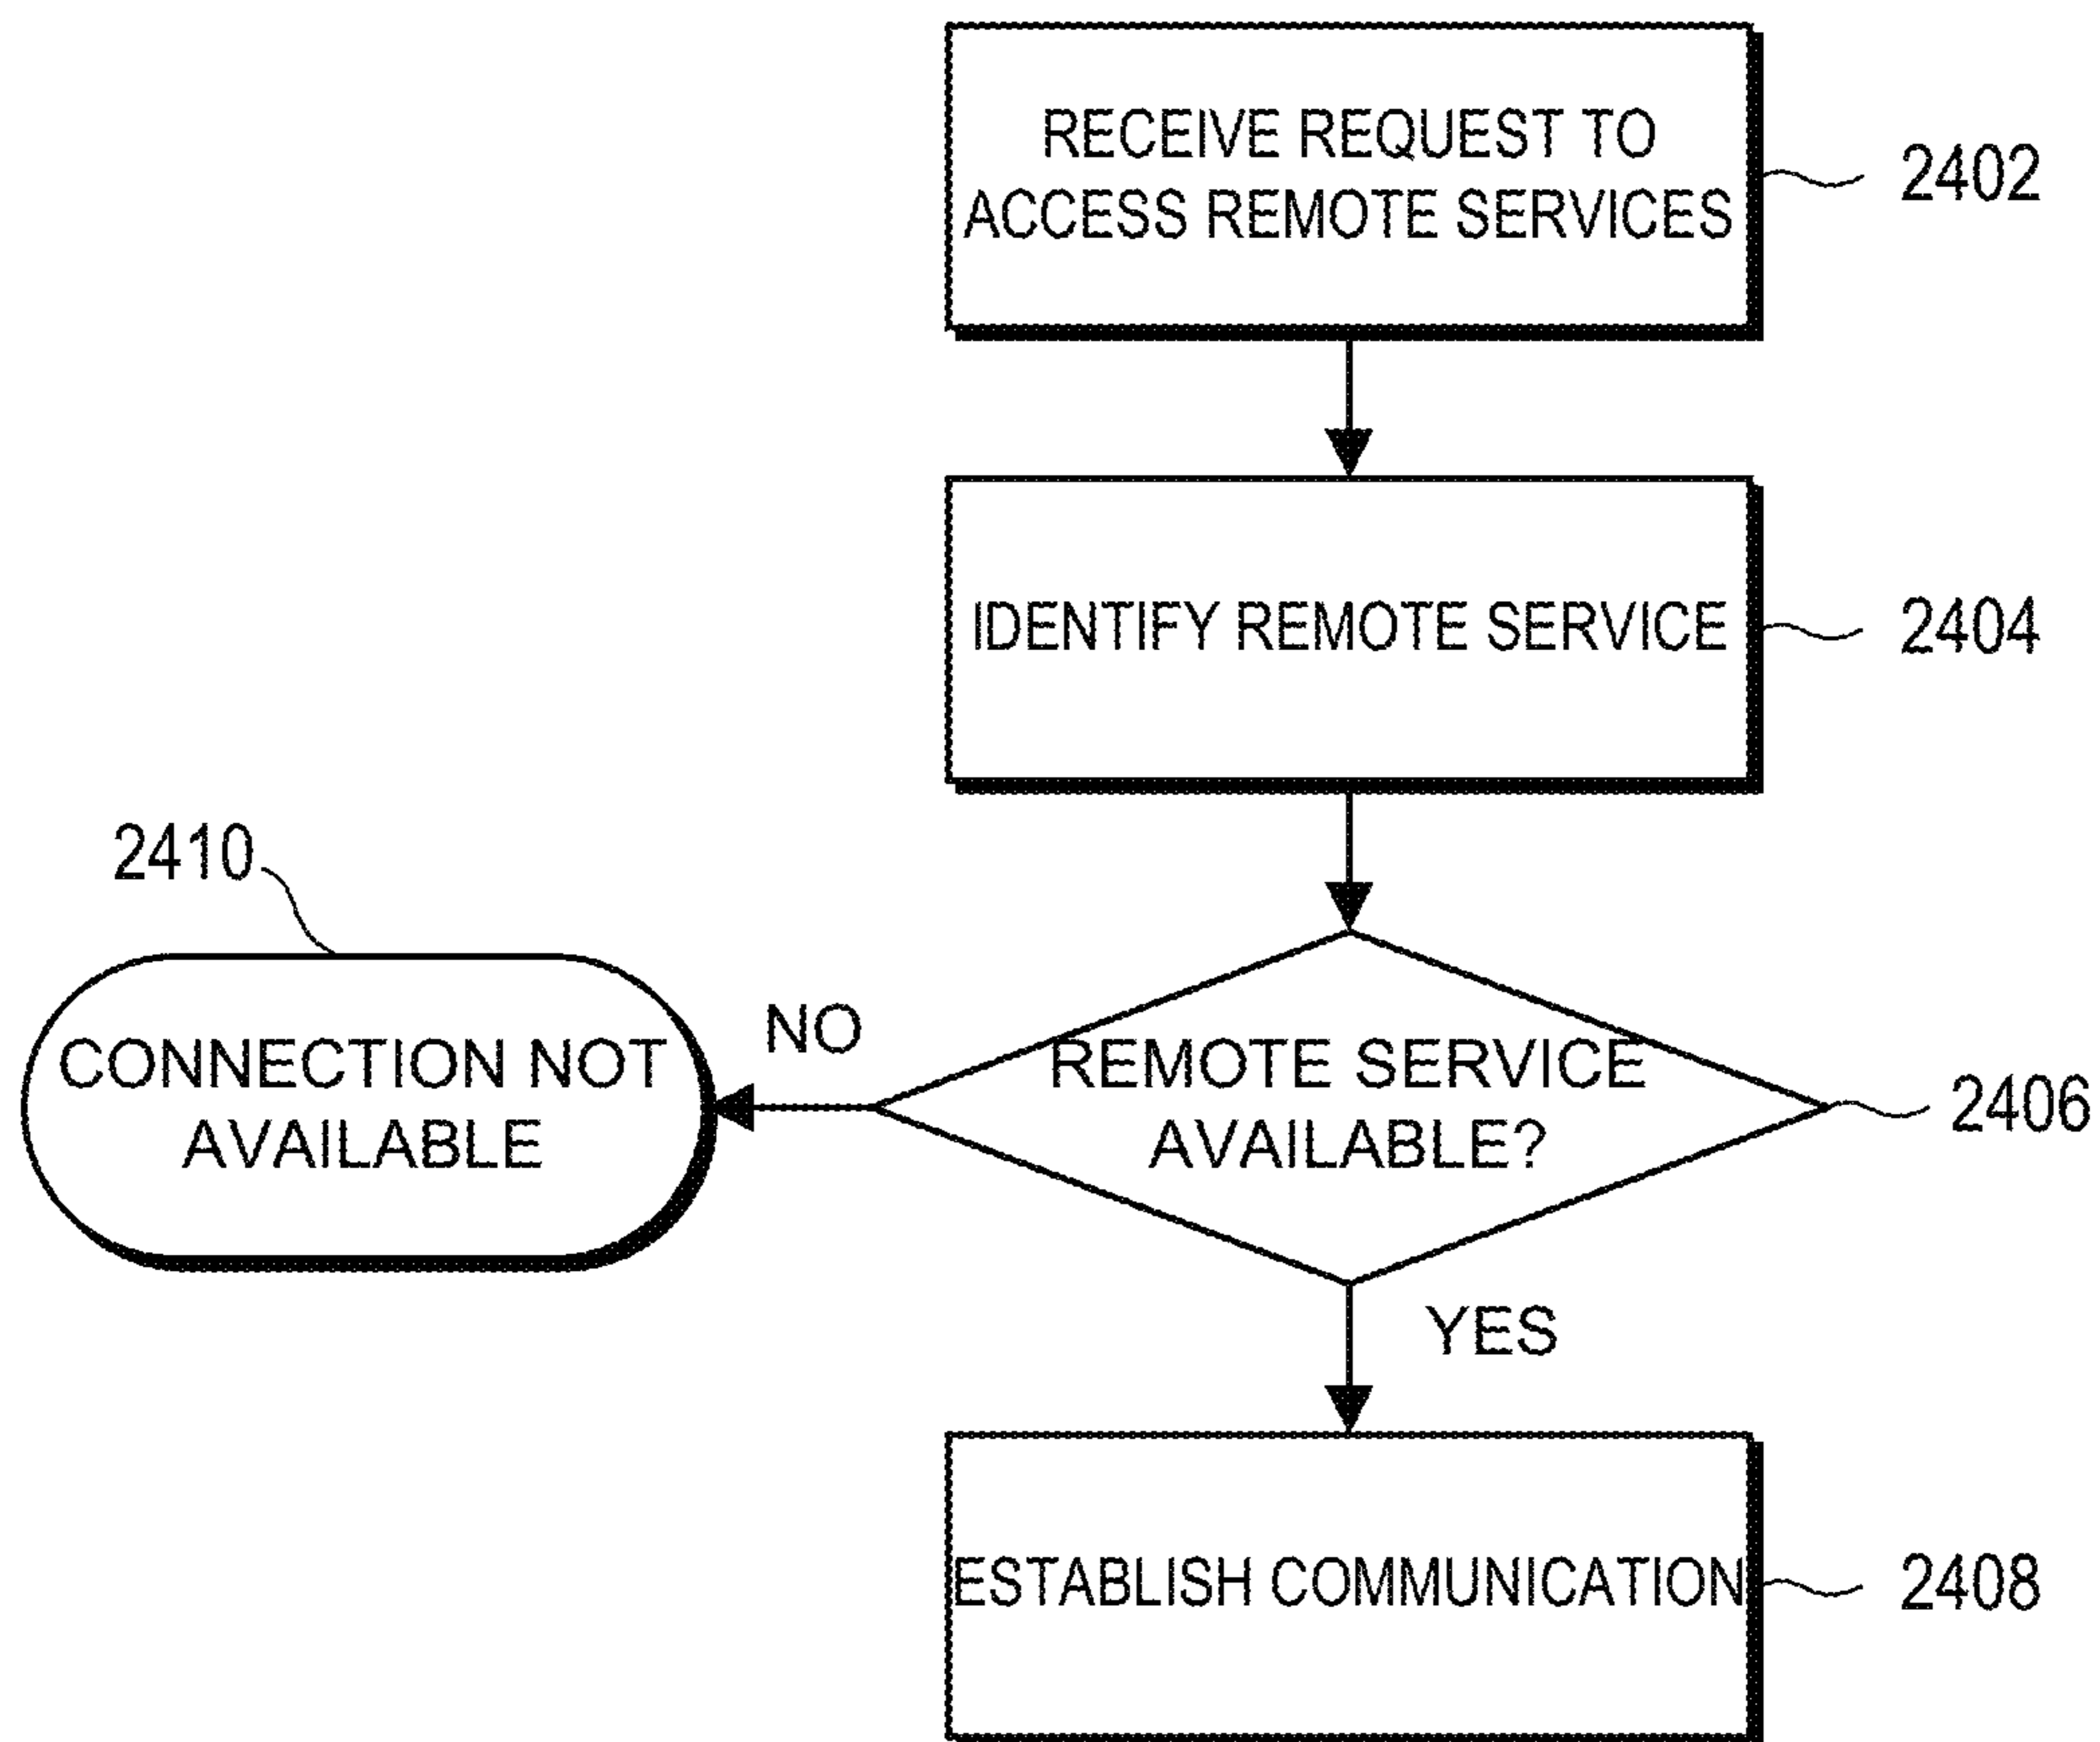 RECEIVE REQUEST TO
ACCESS REMOTE SERVICES
2402
IDENTIFY REMOTE SERVICE
2404
2410
CONNECTION NOT
AVAILABLE
NO
REMOTE SERVICE
AVAILABLE?
2406
YES
ESTABLISH COMMUNICATION
2408